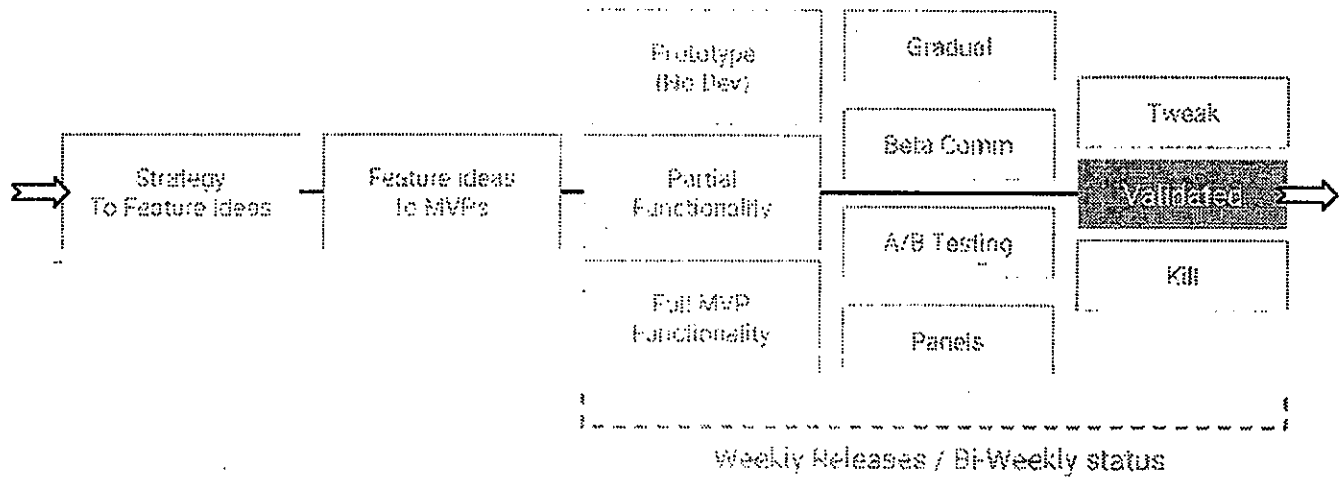 Strategy
To Feature ideas
Feature ideas
to MVPs
Prototype
(No Dev)
Partial
Functionality
Full MVP
Functionality
Gradual
Beta Comm
A/B Testing
Panels
Tweak
Validated
Kill
Weekly Releases / Bi-Weekly status